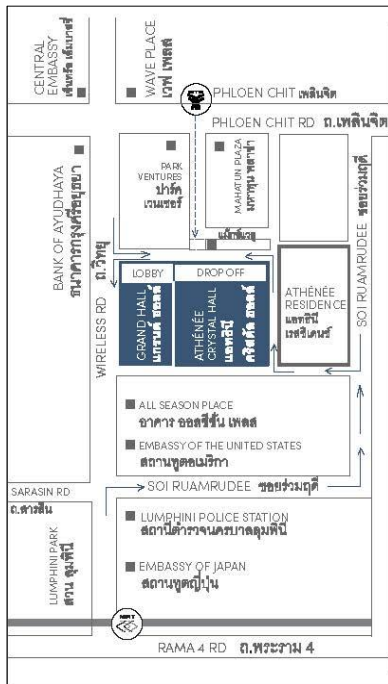 CENTRAL
EMBASSY
เซ็นทรัล เอ็มบาสซี
WAVE PLACE
เวฟ เพลส
PHLOEN CHIT เพลินจิต
PHLOEN CHIT RD ถ.เพลินจิต
BANK OF AYUDHAYA
ธนาคารกรุงศรีอยุธยา
PARK
VENTURES
ปาร์ค
เวนเชอร์
MAHATUN PLAZA
มหาทุน พลาซ่า
แม็กซ์แวลู
SOI RUAMRUDEE ซอยร่วมฤดี
WIRELESS RD ถ.วิทยุ
LOBBY
DROP OFF
GRAND HALL
แกรนด์ ฮอลล์
ATHÉNÉE
CRYSTAL HALL
แอทธินี
คริสตัล ฮอลล์
ATHÉNÉE
RESIDENCE
แอทธินี
เรสซิเดนซ์
ALL SEASON PLACE
อาคาร ออลซีซั่น เพลส
EMBASSY OF THE UNITED STATES
สถานทูตอเมริกา
SARASIN RD
ถ.สารสิน
SOI RUAMRUDEE ซอยร่วมฤดี
LUMPHINI PARK
สวน ลุมพินี
LUMPHINI POLICE STATION
สถานีตำรวจนครบาลลุมพินี
EMBASSY OF JAPAN
สถานทูตญี่ปุ่น
MRT
RAMA 4 RD ถ.พระราม 4